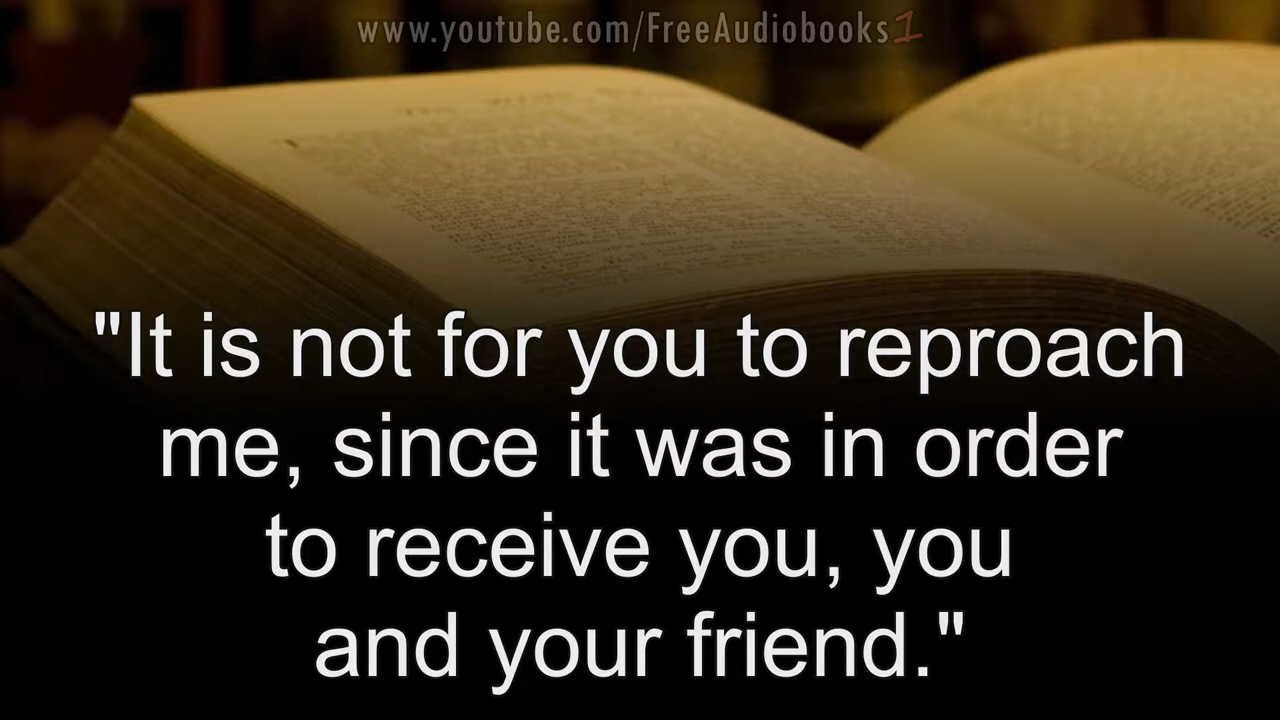 www.youtube.com/FreeAudiobooks1
"It is not for you to reproach
me, since it was in order
to receive you, you
and your friend."